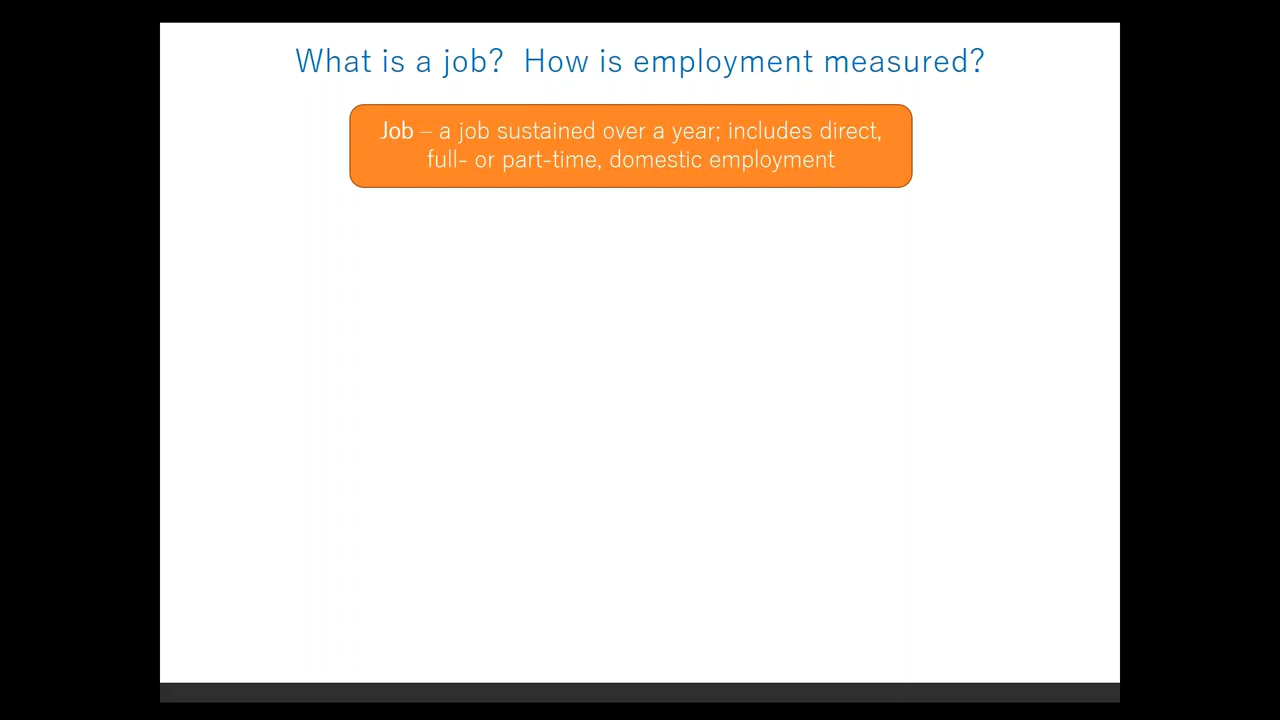 What is a job?  How is employment measured?
Job – a job sustained over a year; includes direct,
full- or part-time, domestic employment